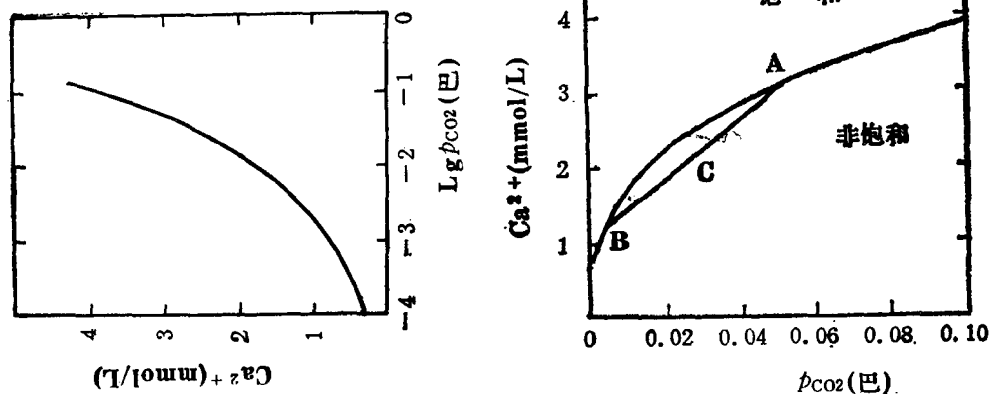 0
−1
−2
−3
−4
Lg pCO2(巴)
4
3
2
1
Ca²⁺(mmol/L)
和
4
3
2
1
Ca²⁺(mmol/L)
A
B
C
非饱和
0 0.02 0.04 0.06 0.08 0.10
pCO2(巴)